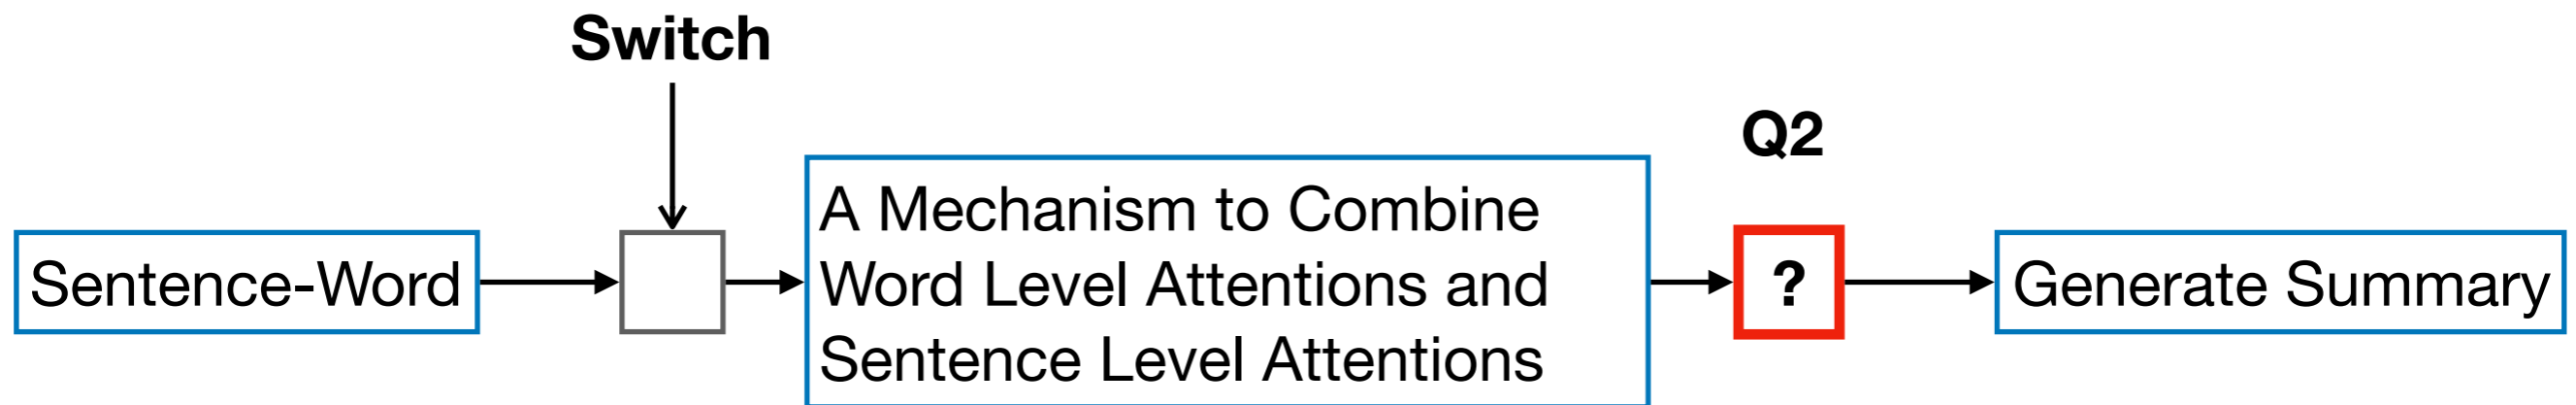 Switch
Q2
Sentence-Word
A Mechanism to Combine
Word Level Attentions and
Sentence Level Attentions
?
Generate Summary